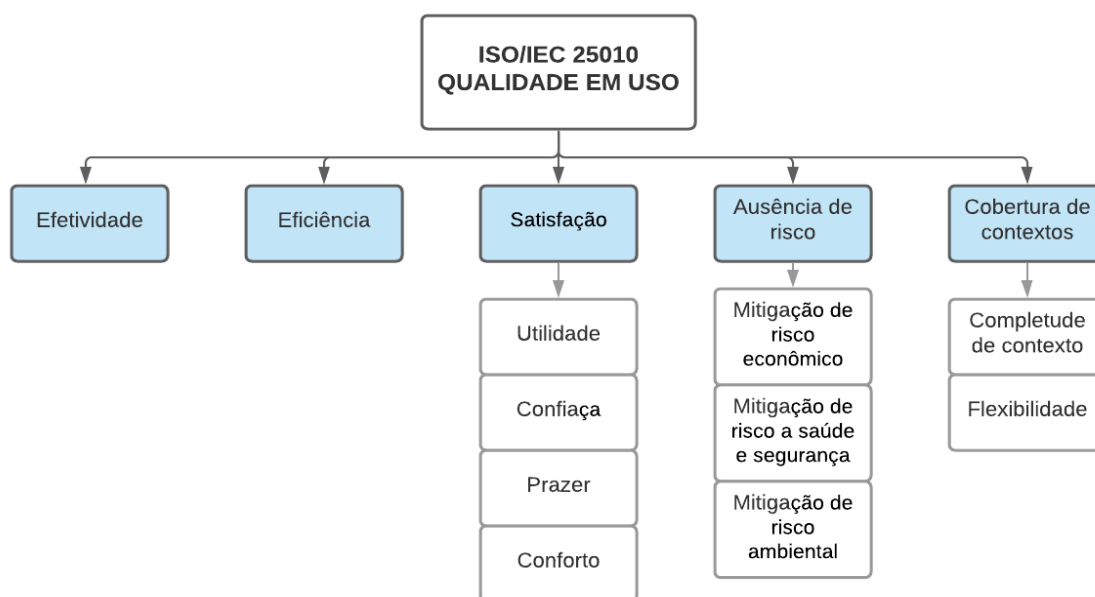 ISO/IEC 25010
QUALIDADE EM USO
Efetividade
Eficiência
Satisfação
Ausência de
risco
Cobertura de
contextos
Utilidade
Confiaça
Prazer
Conforto
Mitigação de
risco
econômico
Mitigação de
risco a saúde
e segurança
Mitigação de
risco
ambiental
Completude
de contexto
Flexibilidade